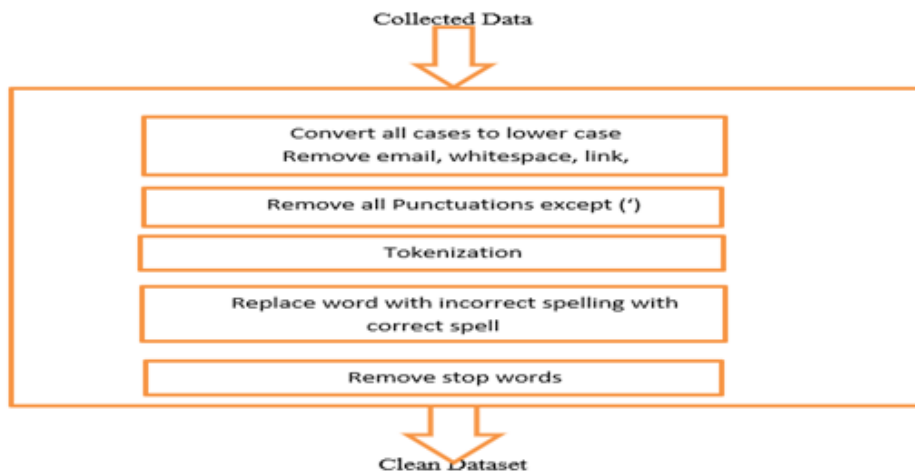 Collected Data
Convert all cases to lower case
Remove email, whitespace, link,
Remove all Punctuations except (‘)
Tokenization
Replace word with incorrect spelling with
correct spell
Remove stop words
Clean Dataset